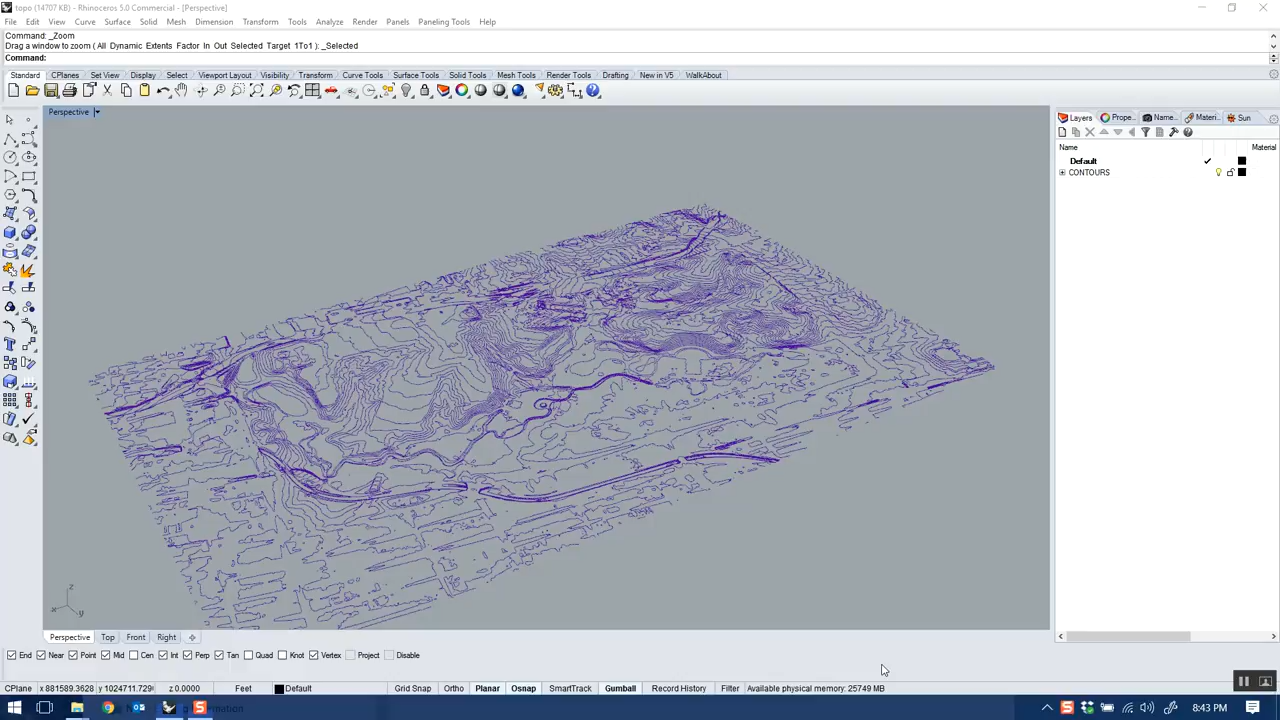 topo (14707 KB) - Rhinoceros 5.0 Commercial - [Perspective]
File Edit View Curve Surface Solid Mesh Dimension Transform Tools Analyze Render Panels Paneling Tools Help
Command: _Zoom
Drag a window to zoom ( All Dynamic Extents Factor In Out Selected Target 1To1 ): _Selected
Command:
Standard CPlanes Set View Display Select Viewport Layout Visibility Transform Curve Tools Surface Tools Solid Tools Mesh Tools Render Tools Drafting New in V5 WalkAbout
Perspective
Layers Prope... Name... Materi... Sun
Name Material
Default
CONTOURS
z
x y
Perspective Top Front Right
End Near Point Mid Cen Int Perp Tan Quad Knot Vertex Project Disable
CPlane x 881589.3628 y 1024711.729 z 0.0000 Feet Default Grid Snap Ortho Planar Osnap SmartTrack Gumball Record History Filter Available physical memory: 25749 MB
8:43 PM